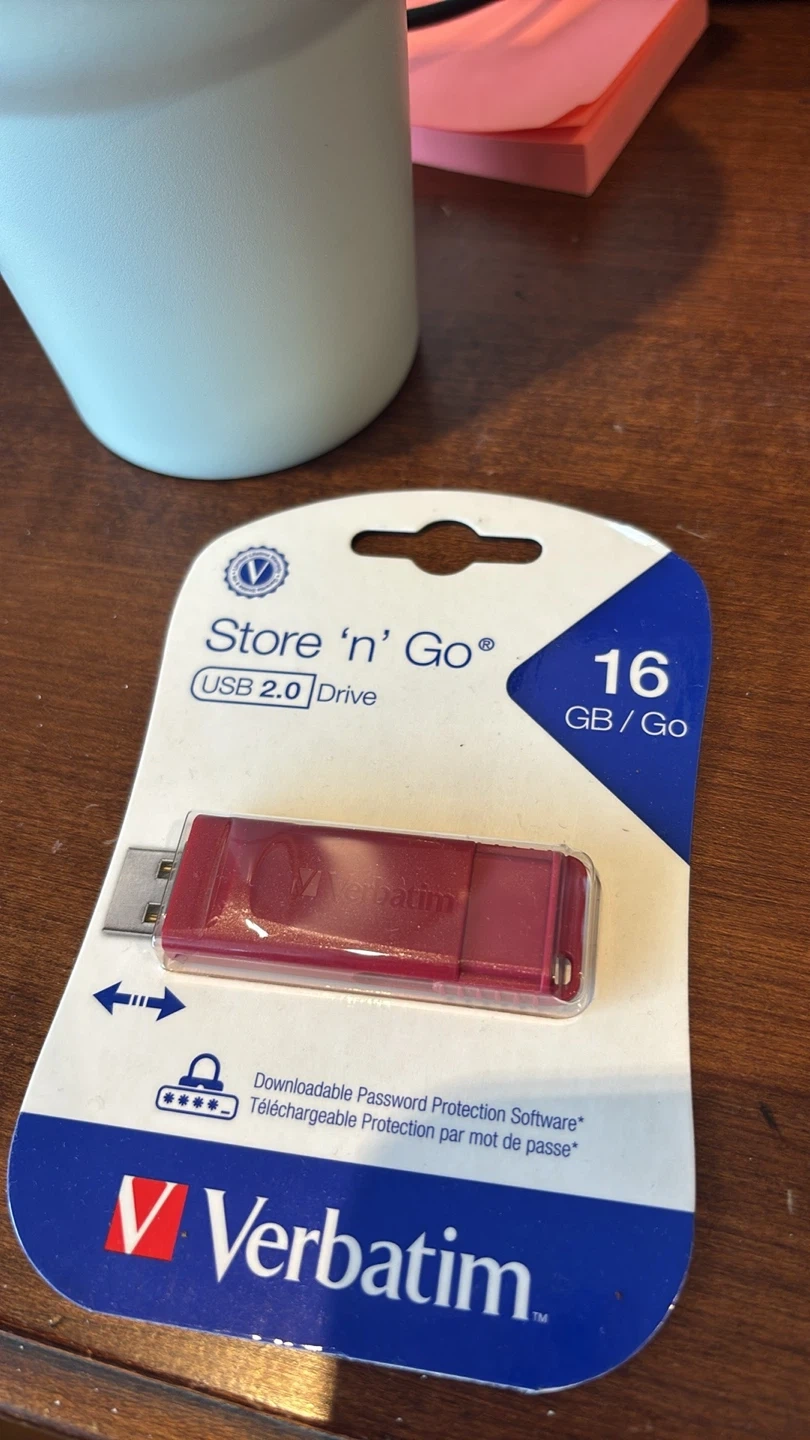 V
Store ‘n’ Go®
USB 2.0 Drive
16
GB / Go
Verbatim
Downloadable Password Protection Software*
Téléchargeable Protection par mot de passe*
****_
Verbatim™